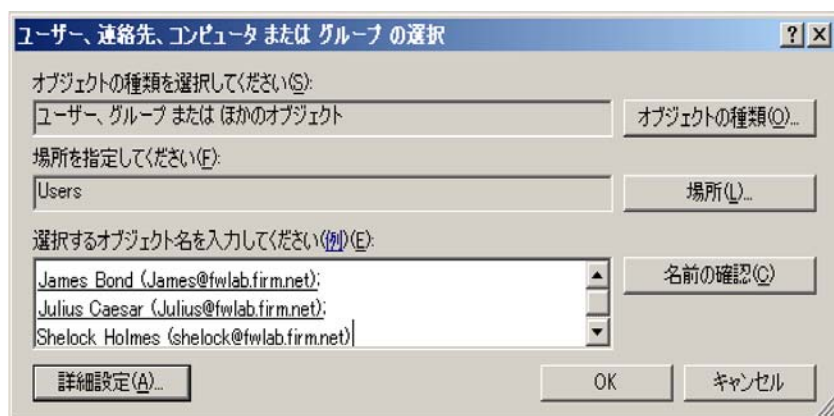 ユーザー、連絡先、コンピュータ または グループ の選択
オブジェクトの種類を選択してください(S):
ユーザー、グループ または ほかのオブジェクト
オブジェクトの種類(O)...
場所を指定してください(F):
Users
場所(L)...
選択するオブジェクト名を入力してください(例)(E):
James Bond (James@fwlab.firm.net);
Julius Caesar (Julius@fwlab.firm.net);
Shelock Holmes (shelock@fwlab.firm.net)
名前の確認(C)
詳細設定(A)...
OK
キャンセル